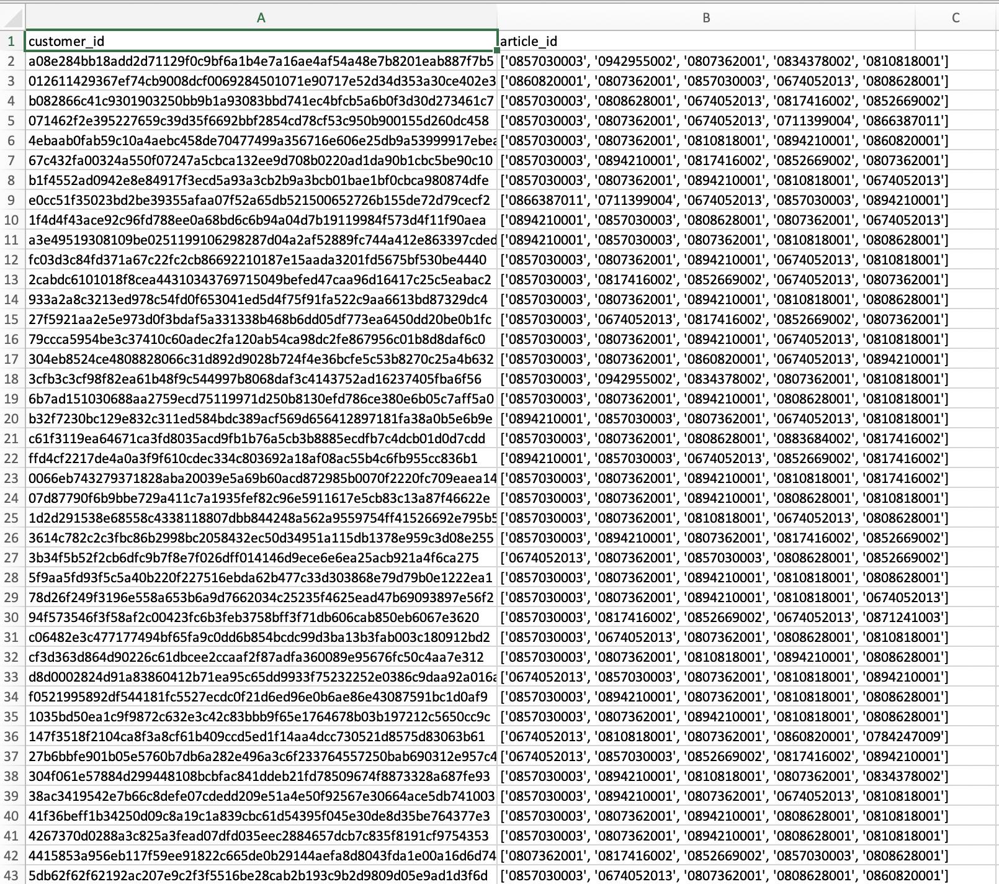 A B C
1 customer_id article_id
2 a08e284bb18add2d71129f0c9bf6a1b4e7a16ae4af54a48e7b8201eab887f7b5 ['0857030003', '0942955002', '0807362001', '0834378002', '0810818001']
3 012611429367ef74cb9008dcf0069284501071e90717e52d34d353a30ce402e3 ['0860820001', '0807362001', '0857030003', '0674052013', '0808628001']
4 b082866c41c9301903250bb9b1a93083bbd741ec4bfcb5a6b0f3d30d273461c7 ['0857030003', '0808628001', '0674052013', '0817416002', '0852669002']
5 071462f2e395227659c39d35f6692bbf2854cd78cf53c950b900155d260dc458 ['0857030003', '0807362001', '0674052013', '0711399004', '0866387011']
6 4ebaab0fab59c10a4aebc458de70477499a356716e606e25db9a53999917ebea ['0857030003', '0807362001', '0810818001', '0894210001', '0860820001']
7 67c432fa00324a550f07247a5cbca132ee9d708b0220ad1da90b1cbc5be90c10 ['0857030003', '0894210001', '0817416002', '0852669002', '0807362001']
8 b1f4552ad0942e8e84917f3ecd5a93a3cb2b9a3bcb01bae1bf0cbca980874dfe ['0857030003', '0807362001', '0894210001', '0810818001', '0674052013']
9 e0cc51f35023bd2be39355afaa07f52a65db521500652726b155de72d79cecf2 ['0866387011', '0711399004', '0674052013', '0857030003', '0894210001']
10 1f4d4f43ace92c96fd788ee0a68bd6c6b94a04d7b19119984f573d4f11f90aea ['0894210001', '0857030003', '0808628001', '0807362001', '0674052013']
11 a3e49519308109be0251199106298287d04a2af52889fc744a412e863397cded ['0894210001', '0857030003', '0807362001', '0810818001', '0808628001']
12 fc03d3c84fd371a67c22fc2cb86692210187e15aada3201fd5675bf530be4440 ['0857030003', '0807362001', '0894210001', '0674052013', '0810818001']
13 2cabdc6101018f8cea44310343769715049befed47caa96d16417c25c5eabac2 ['0857030003', '0817416002', '0852669002', '0674052013', '0807362001']
14 933a2a8c3213ed978c54fd0f653041ed5d4f75f91fa522c9aa6613bd87329dc4 ['0857030003', '0807362001', '0894210001', '0810818001', '0808628001']
15 27f5921aa2e5e973d0f3bdaf5a331338b468b6dd05df773ea6450dd20be0b1fc ['0857030003', '0674052013', '0817416002', '0852669002', '0807362001']
16 79ccca5954be3c37410c60adec2fa120ab54ca98dc2fe867956c01b8d8daf6c0 ['0857030003', '0807362001', '0894210001', '0674052013', '0810818001']
17 304eb8524ce4808828066c31d892d9028b724f4e36bcfe5c53b8270c25a4b632 ['0857030003', '0807362001', '0860820001', '0674052013', '0894210001']
18 3cfb3c3cf98f82ea61b48f9c544997b8068daf3c4143752ad16237405fba6f56 ['0857030003', '0942955002', '0834378002', '0807362001', '0810818001']
19 6b7ad151030688aa2759ecd75119971d250b8130efd786ce380e6b05c7aff5a0 ['0857030003', '0807362001', '0894210001', '0808628001', '0810818001']
20 b32f7230bc129e832c311ed584bdc389acf569d656412897181fa38a0b5e6b9e ['0894210001', '0857030003', '0807362001', '0674052013', '0810818001']
21 c61f3119ea64671ca3fd8035acd9fb1b76a5cb3b8885ecdfb7c4dcb01d0d7cdd ['0857030003', '0807362001', '0808628001', '0883684002', '0817416002']
22 ffd4cf2217de4a0a3f9f610cdec334c803692a18af08ac55b4c6fb955cc836b1 ['0894210001', '0857030003', '0674052013', '0852669002', '0817416002']
23 0066eb743279371828aba20039e5a69b60acd872985b0070f2220fc709eaea14 ['0857030003', '0807362001', '0894210001', '0810818001', '0817416002']
24 07d87790f6b9bbe729a411c7a1935fef82c96e5911617e5cb83c13a87f46622e ['0857030003', '0807362001', '0894210001', '0808628001', '0810818001']
25 1d2d291538e68558c4338118807dbb844248a562a9559754ff41526692e795b5 ['0857030003', '0807362001', '0810818001', '0674052013', '0808628001']
26 3614c782c2c3fbc86b2998bc2058432ec50d34951a115db1378e959c3d08e255 ['0857030003', '0894210001', '0807362001', '0817416002', '0852669002']
27 3b34f5b52f2cb6dfc9b7f8e7f026dff014146d9ece6e6ea25acb921a4f6ca275 ['0674052013', '0807362001', '0857030003', '0808628001', '0852669002']
28 5f9aa5fd93f5c5a40b220f227516ebda62b477c33d303868e79d79b0e1222ea1 ['0857030003', '0807362001', '0894210001', '0810818001', '0808628001']
29 78d26f249f3196e558a653b6a9d7662034c25235f4625ead47b69093897e56f2 ['0857030003', '0807362001', '0894210001', '0810818001', '0674052013']
30 94f573546f3f58af2c00423fc6b3feb3758bff3f71db606cab850eb6067e3620 ['0857030003', '0817416002', '0852669002', '0674052013', '0871241003']
31 c06482e3c477177494bf65fa9c0dd6b854bcdc99d3ba13b3fab003c180912bd2 ['0857030003', '0674052013', '0807362001', '0808628001', '0810818001']
32 cf3d363d864d90226c61dbcee2ccaaf2f87adfa360089e95676fc50c4aa7e312 ['0857030003', '0807362001', '0810818001', '0894210001', '0808628001']
33 d8d0002824d91a83860412b71ea95c65dd9933f75232252e0386c9daa92a016a ['0674052013', '0857030003', '0807362001', '0810818001', '0894210001']
34 f0521995892df544181fc5527ecdc0f21d6ed96e0b6ae86e43087591bc1d0af9 ['0857030003', '0894210001', '0807362001', '0810818001', '0808628001']
35 1035bd50ea1c9f9872c632e3c42c83bbb9f65e1764678b03b197212c5650cc9c ['0857030003', '0807362001', '0894210001', '0810818001', '0808628001']
36 147f3518f2104ca8f3a8cf61b409ccd5ed1f14aa4dcc730521d8575d83063b61 ['0674052013', '0810818001', '0807362001', '0860820001', '0784247009']
37 27b6bbfe901b05e5760b7db6a282e496a3c6f233764557250bab690312e957c4 ['0674052013', '0857030003', '0852669002', '0817416002', '0894210001']
38 304f061e57884d299448108bcbfac841ddeb21fd78509674f8873328a687fe93 ['0857030003', '0894210001', '0810818001', '0807362001', '0834378002']
39 38ac3419542e7b66c8defe07cdedd209e51a4e50f92567e30664ace5db741003 ['0857030003', '0894210001', '0807362001', '0674052013', '0810818001']
40 41f36beff1b34250d09c8a19c1a839cbc61d54395f045e30de8d35be764377e3 ['0857030003', '0807362001', '0894210001', '0808628001', '0810818001']
41 4267370d0288a3c825a3fead07dfd035eec2884657dcb7c835f8191cf9754353 ['0857030003', '0807362001', '0894210001', '0808628001', '0810818001']
42 4415853a956eb117f59ee91822c665de0b29144aefa8d8043fda1e00a16d6d74 ['0807362001', '0817416002', '0852669002', '0857030003', '0808628001']
43 5db62f62f62192ac207e9c2f3f5516be28cab2b193c9b2d9809d05e9ad1d3f6d ['0857030003', '0674052013', '0807362001', '0808628001', '0860820001']